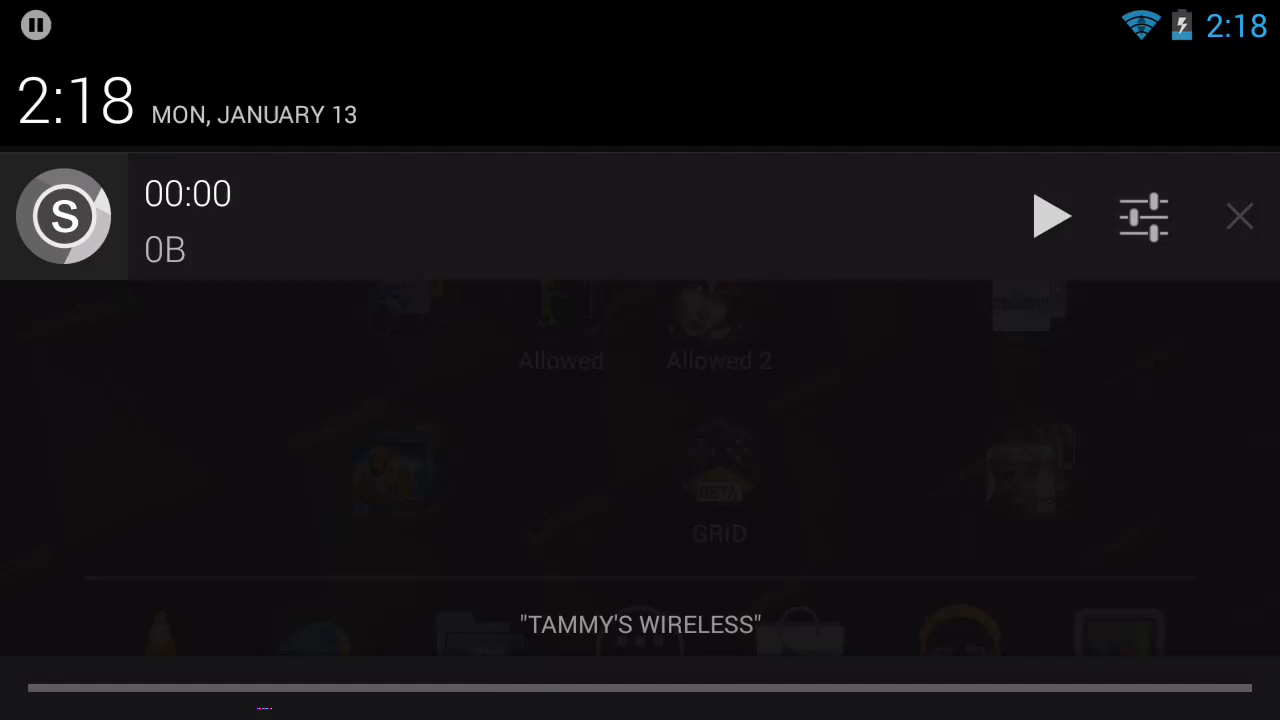 2:18
2:18 MON, JANUARY 13
S
00:00
0B
Allowed
Allowed 2
GRID
"TAMMY'S WIRELESS"